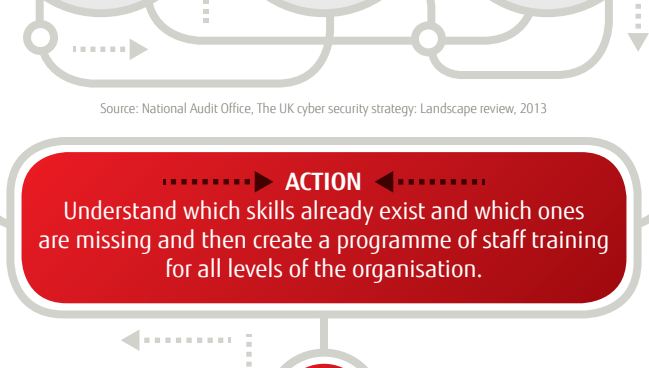 Source: National Audit Office, The UK cyber security strategy: Landscape review, 2013
ACTION
Understand which skills already exist and which ones
are missing and then create a programme of staff training
for all levels of the organisation.